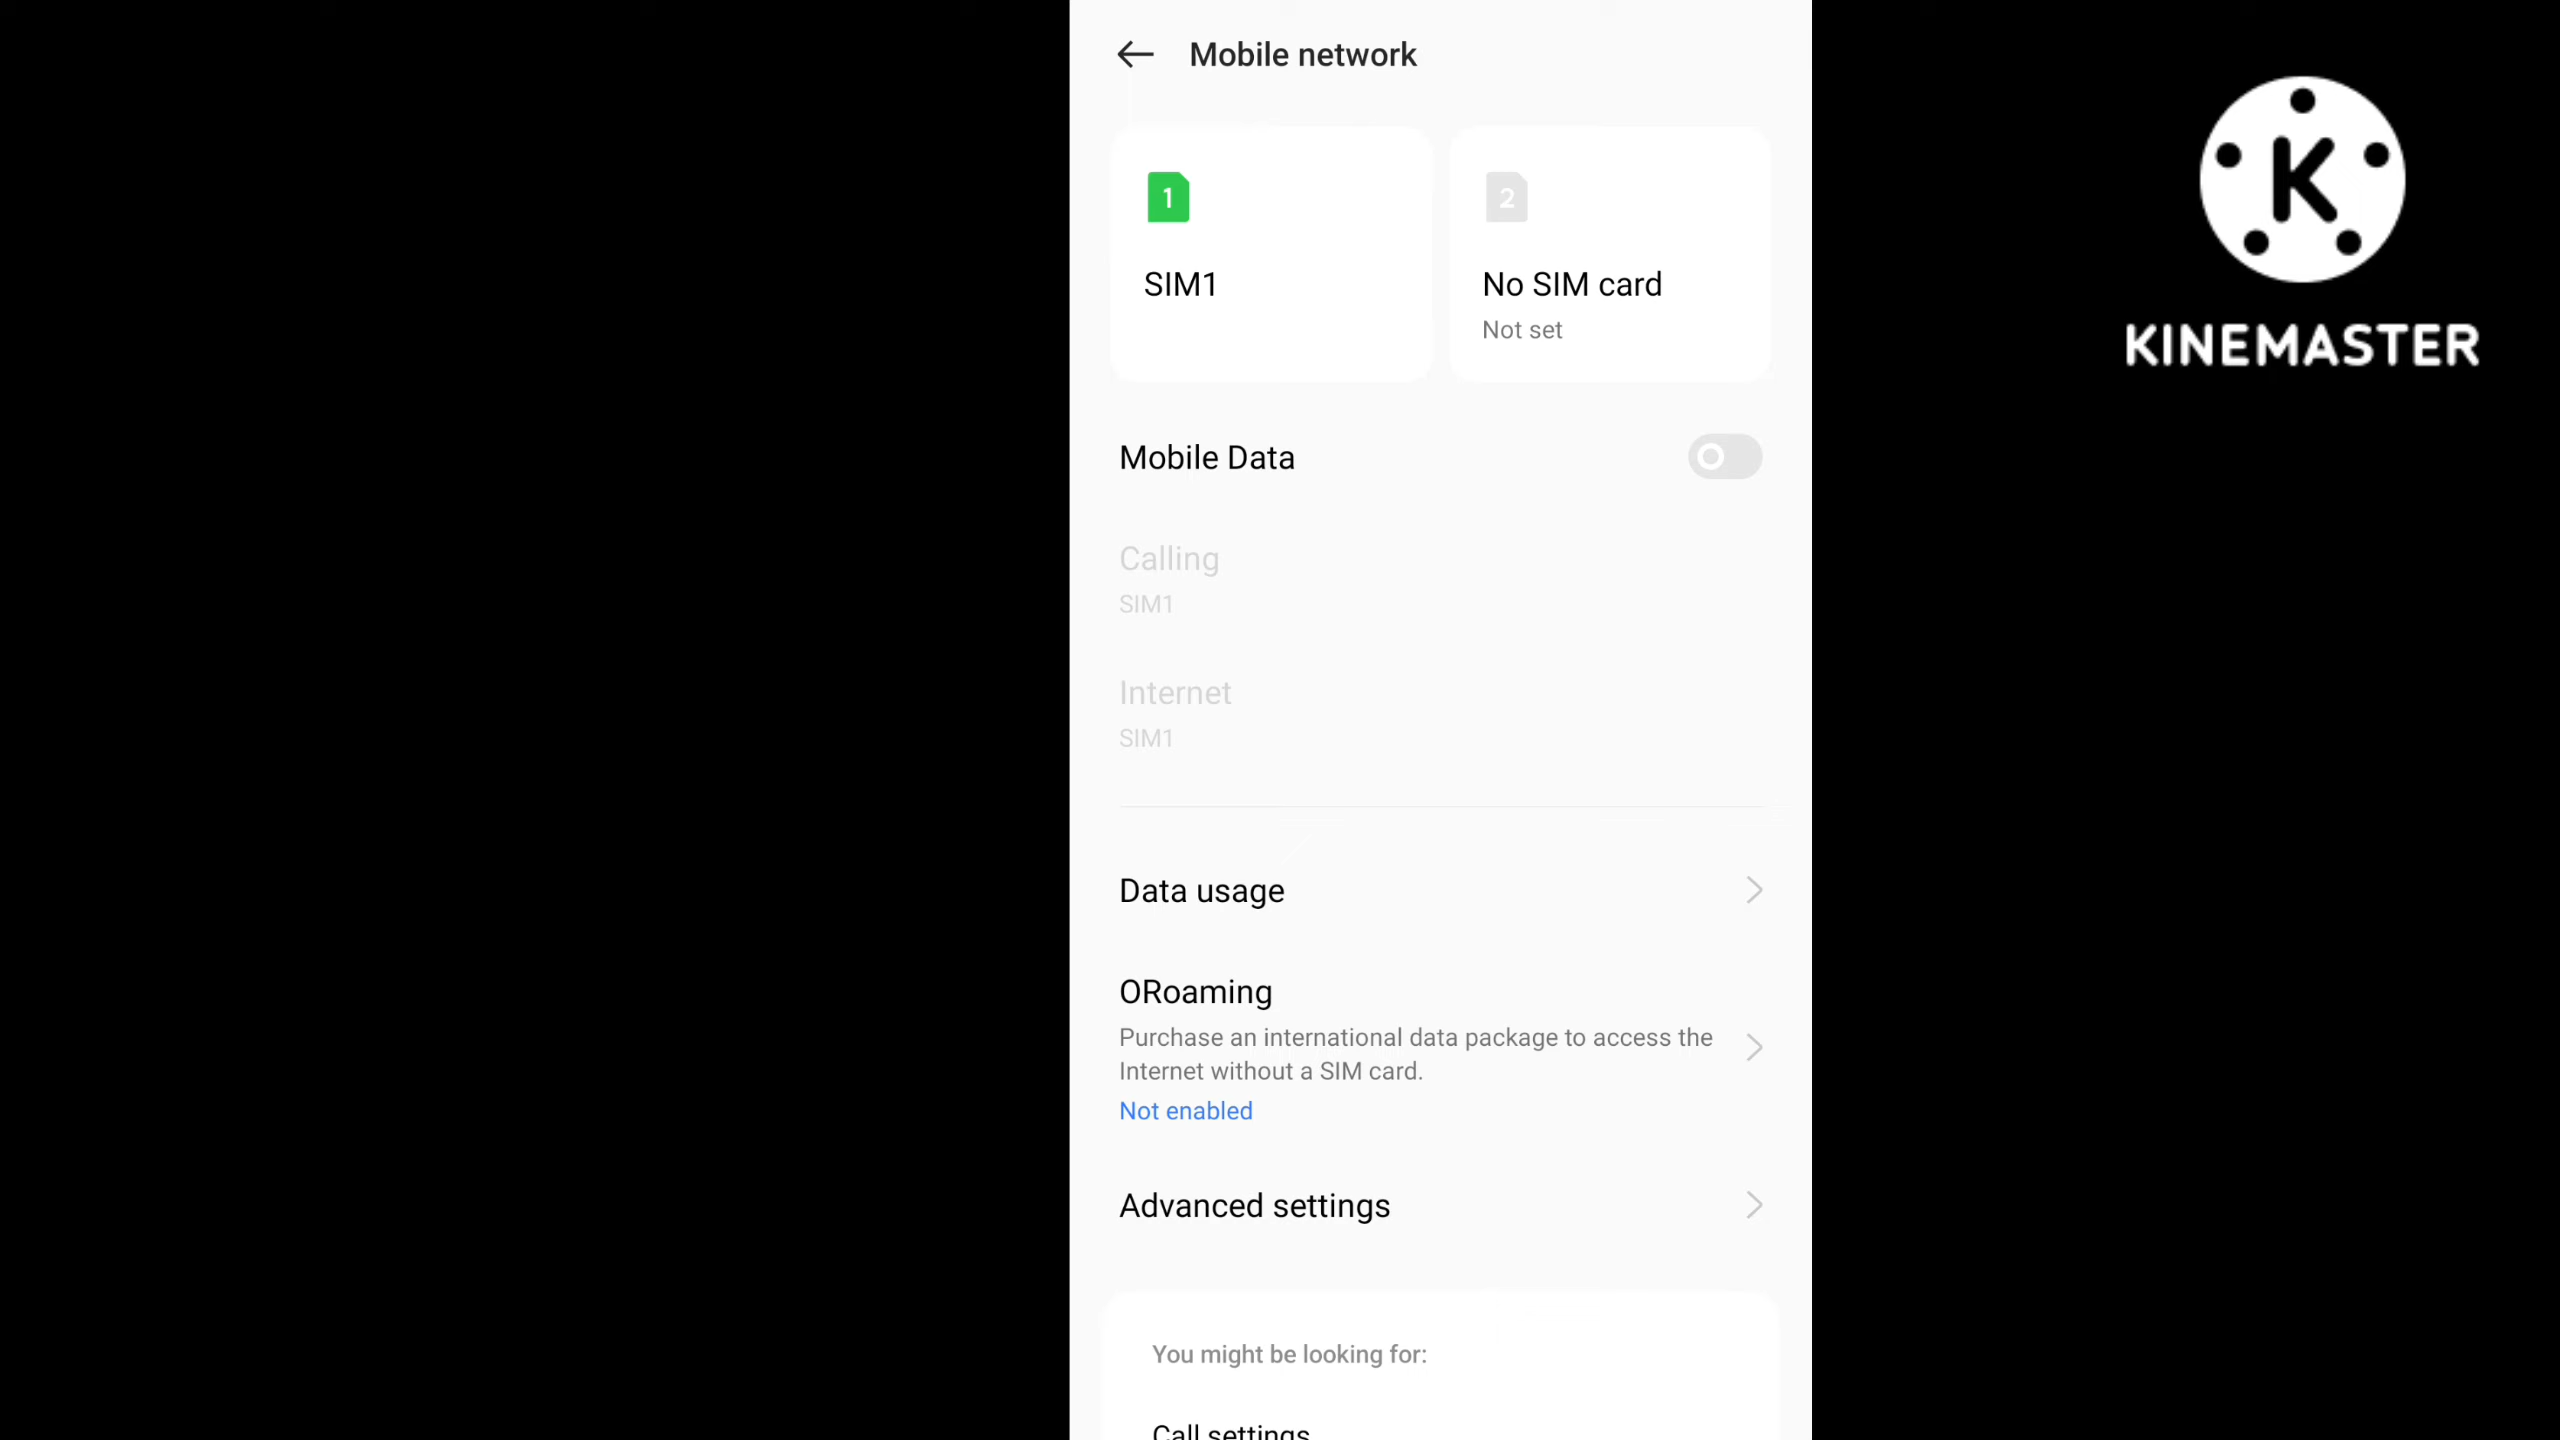 Mobile network
1
2
SIM1
No SIM card
Not set
Mobile Data
Calling
SIM1
Internet
SIM1
Data usage
ORoaming
Purchase an international data package to access the
Internet without a SIM card.
Not enabled
Advanced settings
You might be looking for:
Call settings
K
KINEMASTER